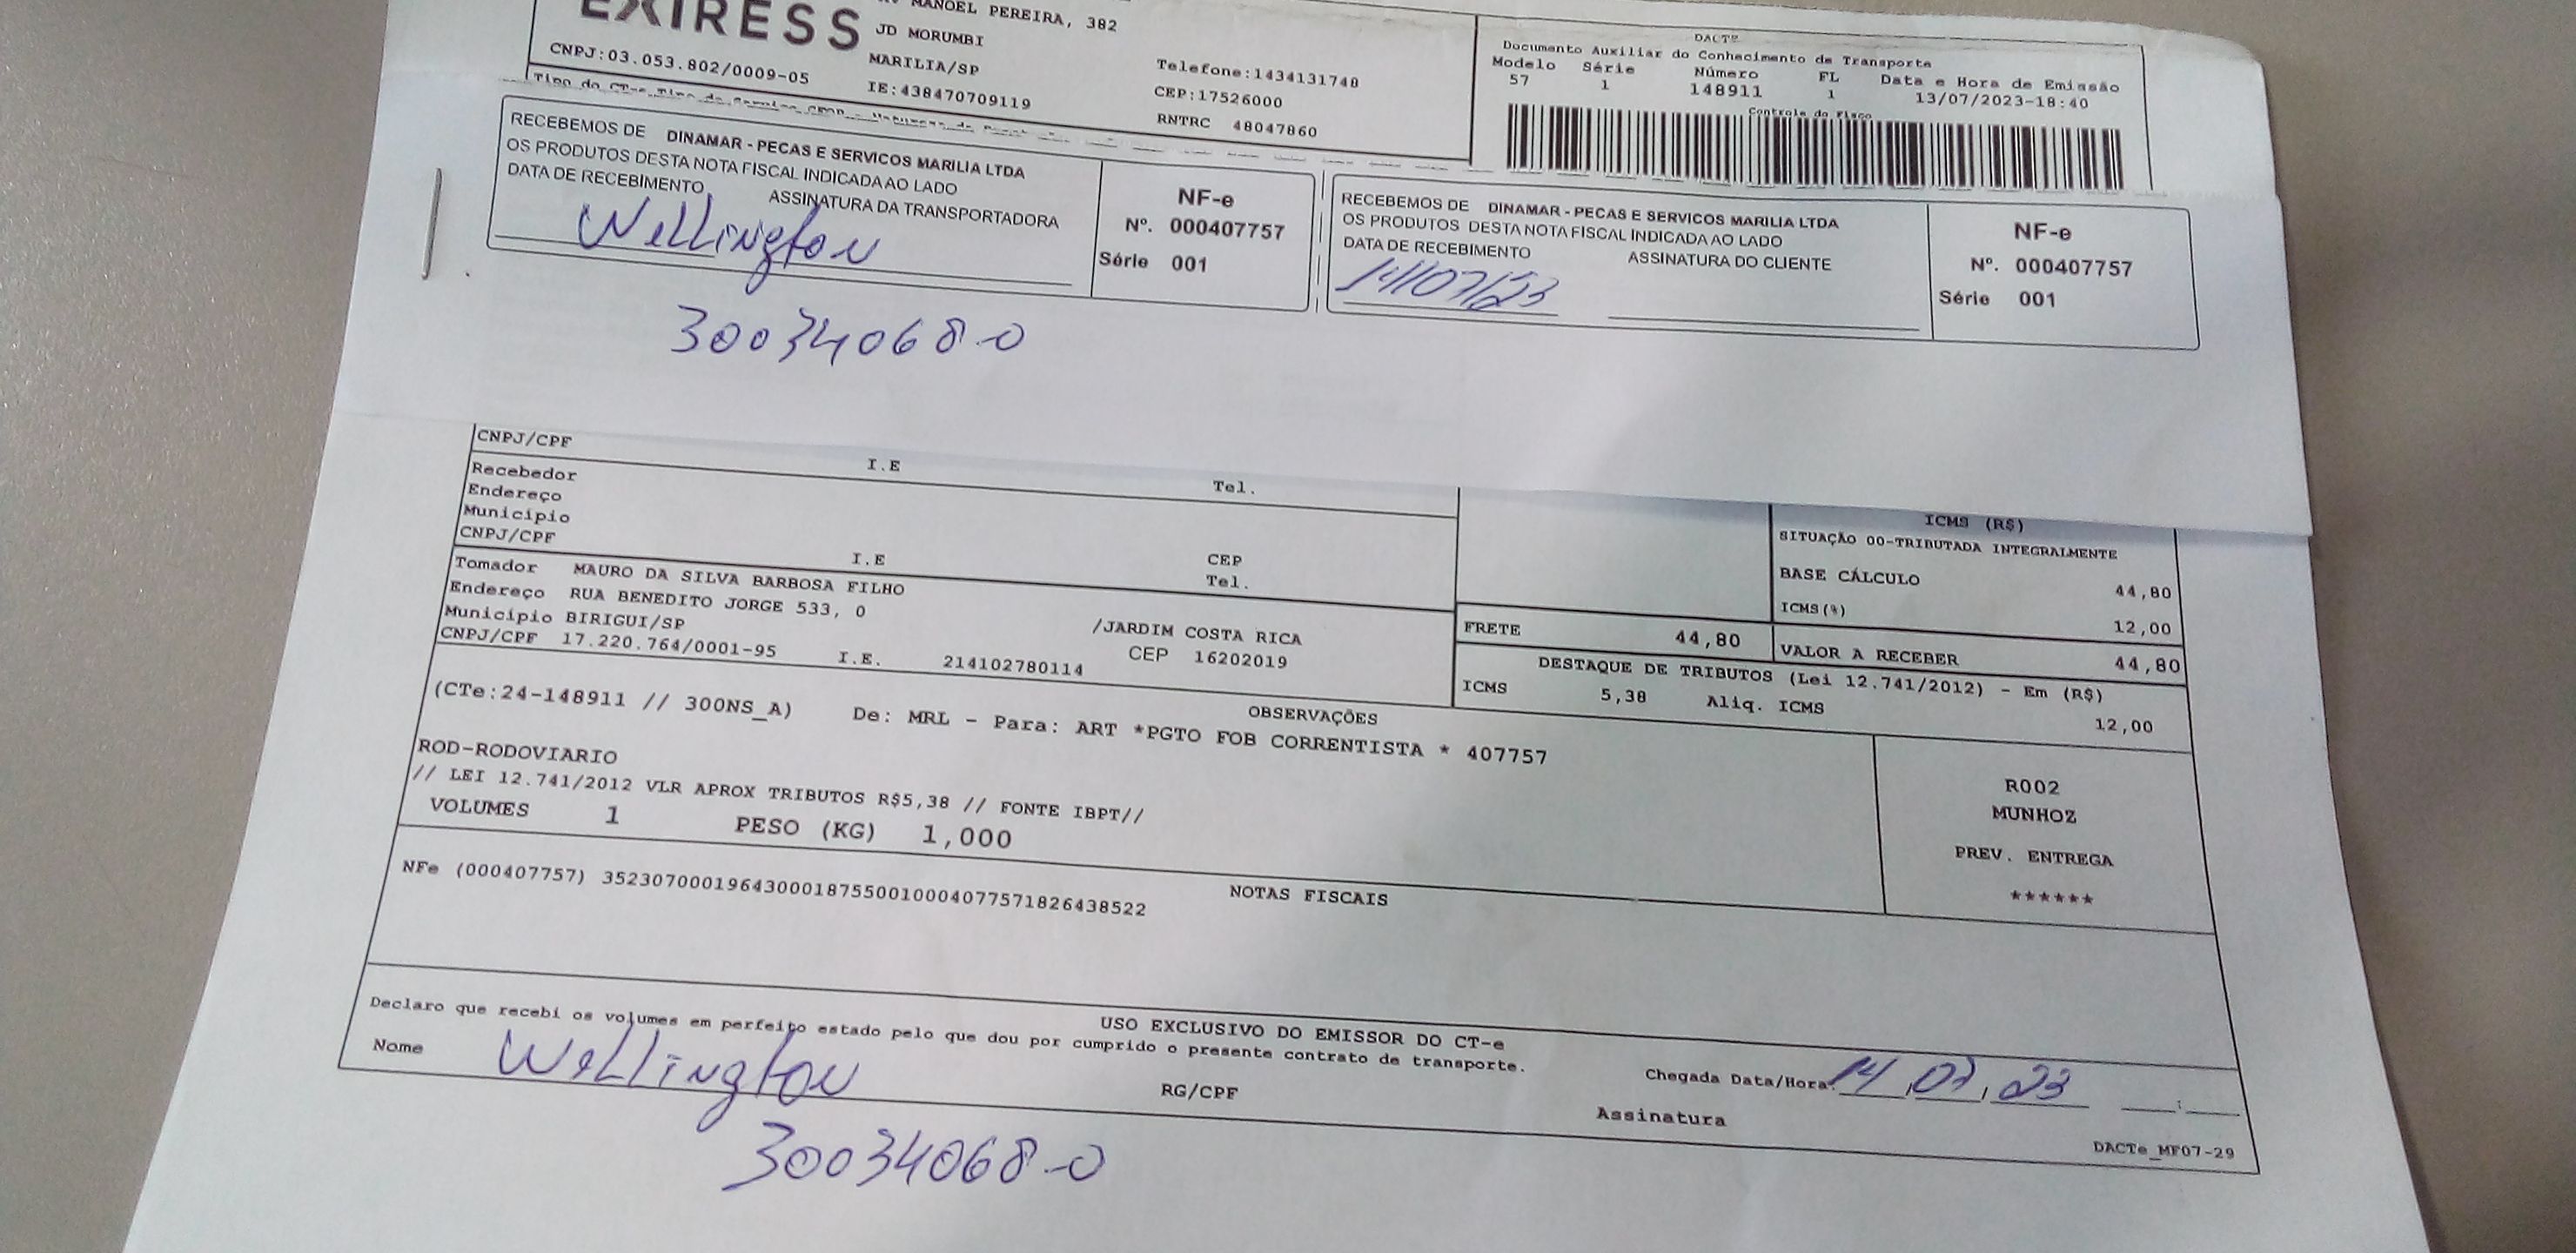 EXPRESS
MANOEL PEREIRA, 382
JD MORUMBI
MARILIA/SP
CNPJ:03.053.802/0009-05
IE:438470709119
Telefone:1434131740
CEP:17526000
RNTRC 48047860
DACTE
Documento Auxiliar do Conhecimento de Transporte
Modelo Série Número FL Data e Hora de Emissão
57 1 148911 1 13/07/2023-18:40
Controle do Fisco
Tipo do CT-e Tipo do Serviço CFOP - Natureza da
RECEBEMOS DE DINAMAR - PECAS E SERVICOS MARILIA LTDA
OS PRODUTOS DESTA NOTA FISCAL INDICADA AO LADO
DATA DE RECEBIMENTO ASSINATURA DA TRANSPORTADORA
Wellington
NF-e
Nº. 000407757
Série 001
RECEBEMOS DE DINAMAR - PECAS E SERVICOS MARILIA LTDA
OS PRODUTOS DESTA NOTA FISCAL INDICADA AO LADO
DATA DE RECEBIMENTO ASSINATURA DO CLIENTE
14/07/23
NF-e
Nº. 000407757
Série 001
30034068-0
CNPJ/CPF I.E Tel.
Recebedor
Endereço
Município CEP
CNPJ/CPF I.E Tel.
Tomador MAURO DA SILVA BARBOSA FILHO
Endereço RUA BENEDITO JORGE 533, 0 /JARDIM COSTA RICA
Município BIRIGUI/SP CEP 16202019
CNPJ/CPF 17.220.764/0001-95 I.E. 214102780114
ICMS (R$)
SITUAÇÃO 00-TRIBUTADA INTEGRALMENTE
BASE CÁLCULO 44,80
ICMS(%) 12,00
FRETE 44,80 VALOR A RECEBER 44,80
DESTAQUE DE TRIBUTOS (Lei 12.741/2012) - Em (R$)
ICMS 5,38 Aliq. ICMS 12,00
OBSERVAÇÕES
(CTe:24-148911 // 300NS_A) De: MRL - Para: ART *PGTO FOB CORRENTISTA * 407757
ROD-RODOVIARIO
// LEI 12.741/2012 VLR APROX TRIBUTOS R$5,38 // FONTE IBPT//
VOLUMES 1 PESO (KG) 1,000
R002
MUNHOZ
PREV. ENTREGA
******
NOTAS FISCAIS
NFe (000407757) 35230700019643000187550010004077571826438522
USO EXCLUSIVO DO EMISSOR DO CT-e
Declaro que recebi os volumes em perfeito estado pelo que dou por cumprido o presente contrato de transporte.
Nome Wellington RG/CPF Assinatura
Chegada Data/Hora: 14, 07, 23 :
30034068-0
DACTe_MF07-29